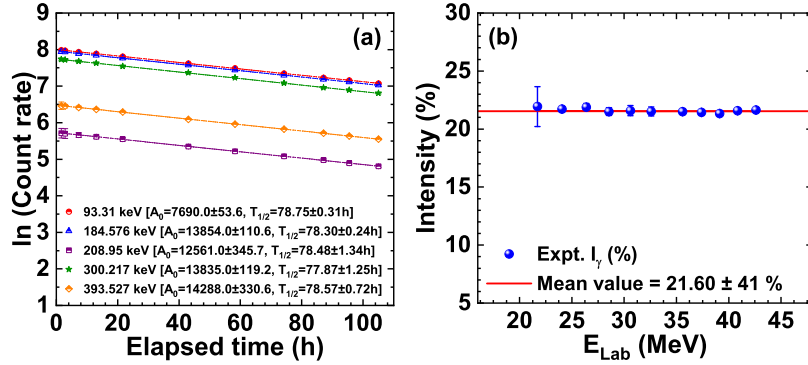 (a)
9
8
7
6
5
4
3
2
1
ln (Count rate)
93.31 keV [A₀=7690.0±53.6, T₁/₂=78.75±0.31h]
184.576 keV [A₀=13854.0±110.6, T₁/₂=78.30±0.24h]
208.95 keV [A₀=12561.0±345.7, T₁/₂=78.48±1.34h]
300.217 keV [A₀=13835.0±119.2, T₁/₂=77.87±1.25h]
393.527 keV [A₀=14288.0±330.6, T₁/₂=78.57±0.72h]
0 20 40 60 80 100
Elapsed time (h)
(b)
30
25
20
15
10
5
Intensity (%)
Expt. Iᵧ (%)
Mean value = 21.60 ± 41 %
20 25 30 35 40 45
E_Lab (MeV)